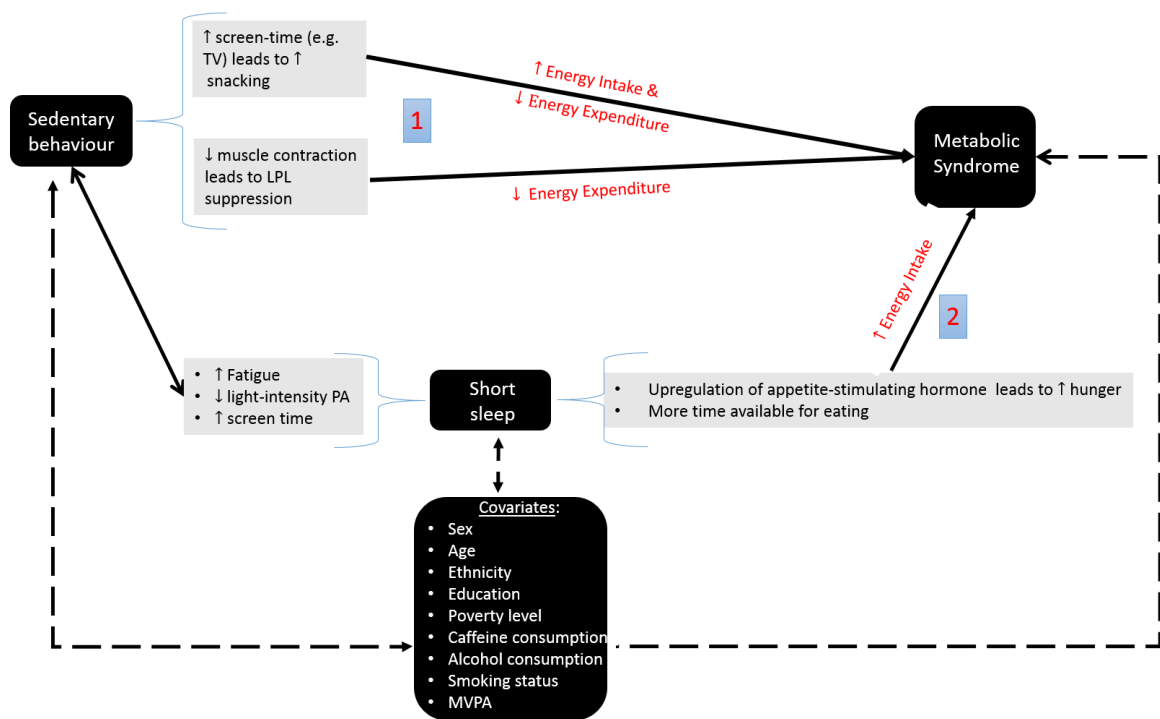 ↑ screen-time (e.g.
TV) leads to ↑
snacking
Sedentary
behaviour
1
↑ Energy Intake &
↓ Energy Expenditure
Metabolic
Syndrome
↓ muscle contraction
leads to LPL
suppression
↓ Energy Expenditure
↑ Energy Intake
2
• ↑ Fatigue
• ↓ light-intensity PA
• ↑ screen time
Short
sleep
• Upregulation of appetite-stimulating hormone leads to ↑ hunger
• More time available for eating
Covariates:
• Sex
• Age
• Ethnicity
• Education
• Poverty level
• Caffeine consumption
• Alcohol consumption
• Smoking status
• MVPA